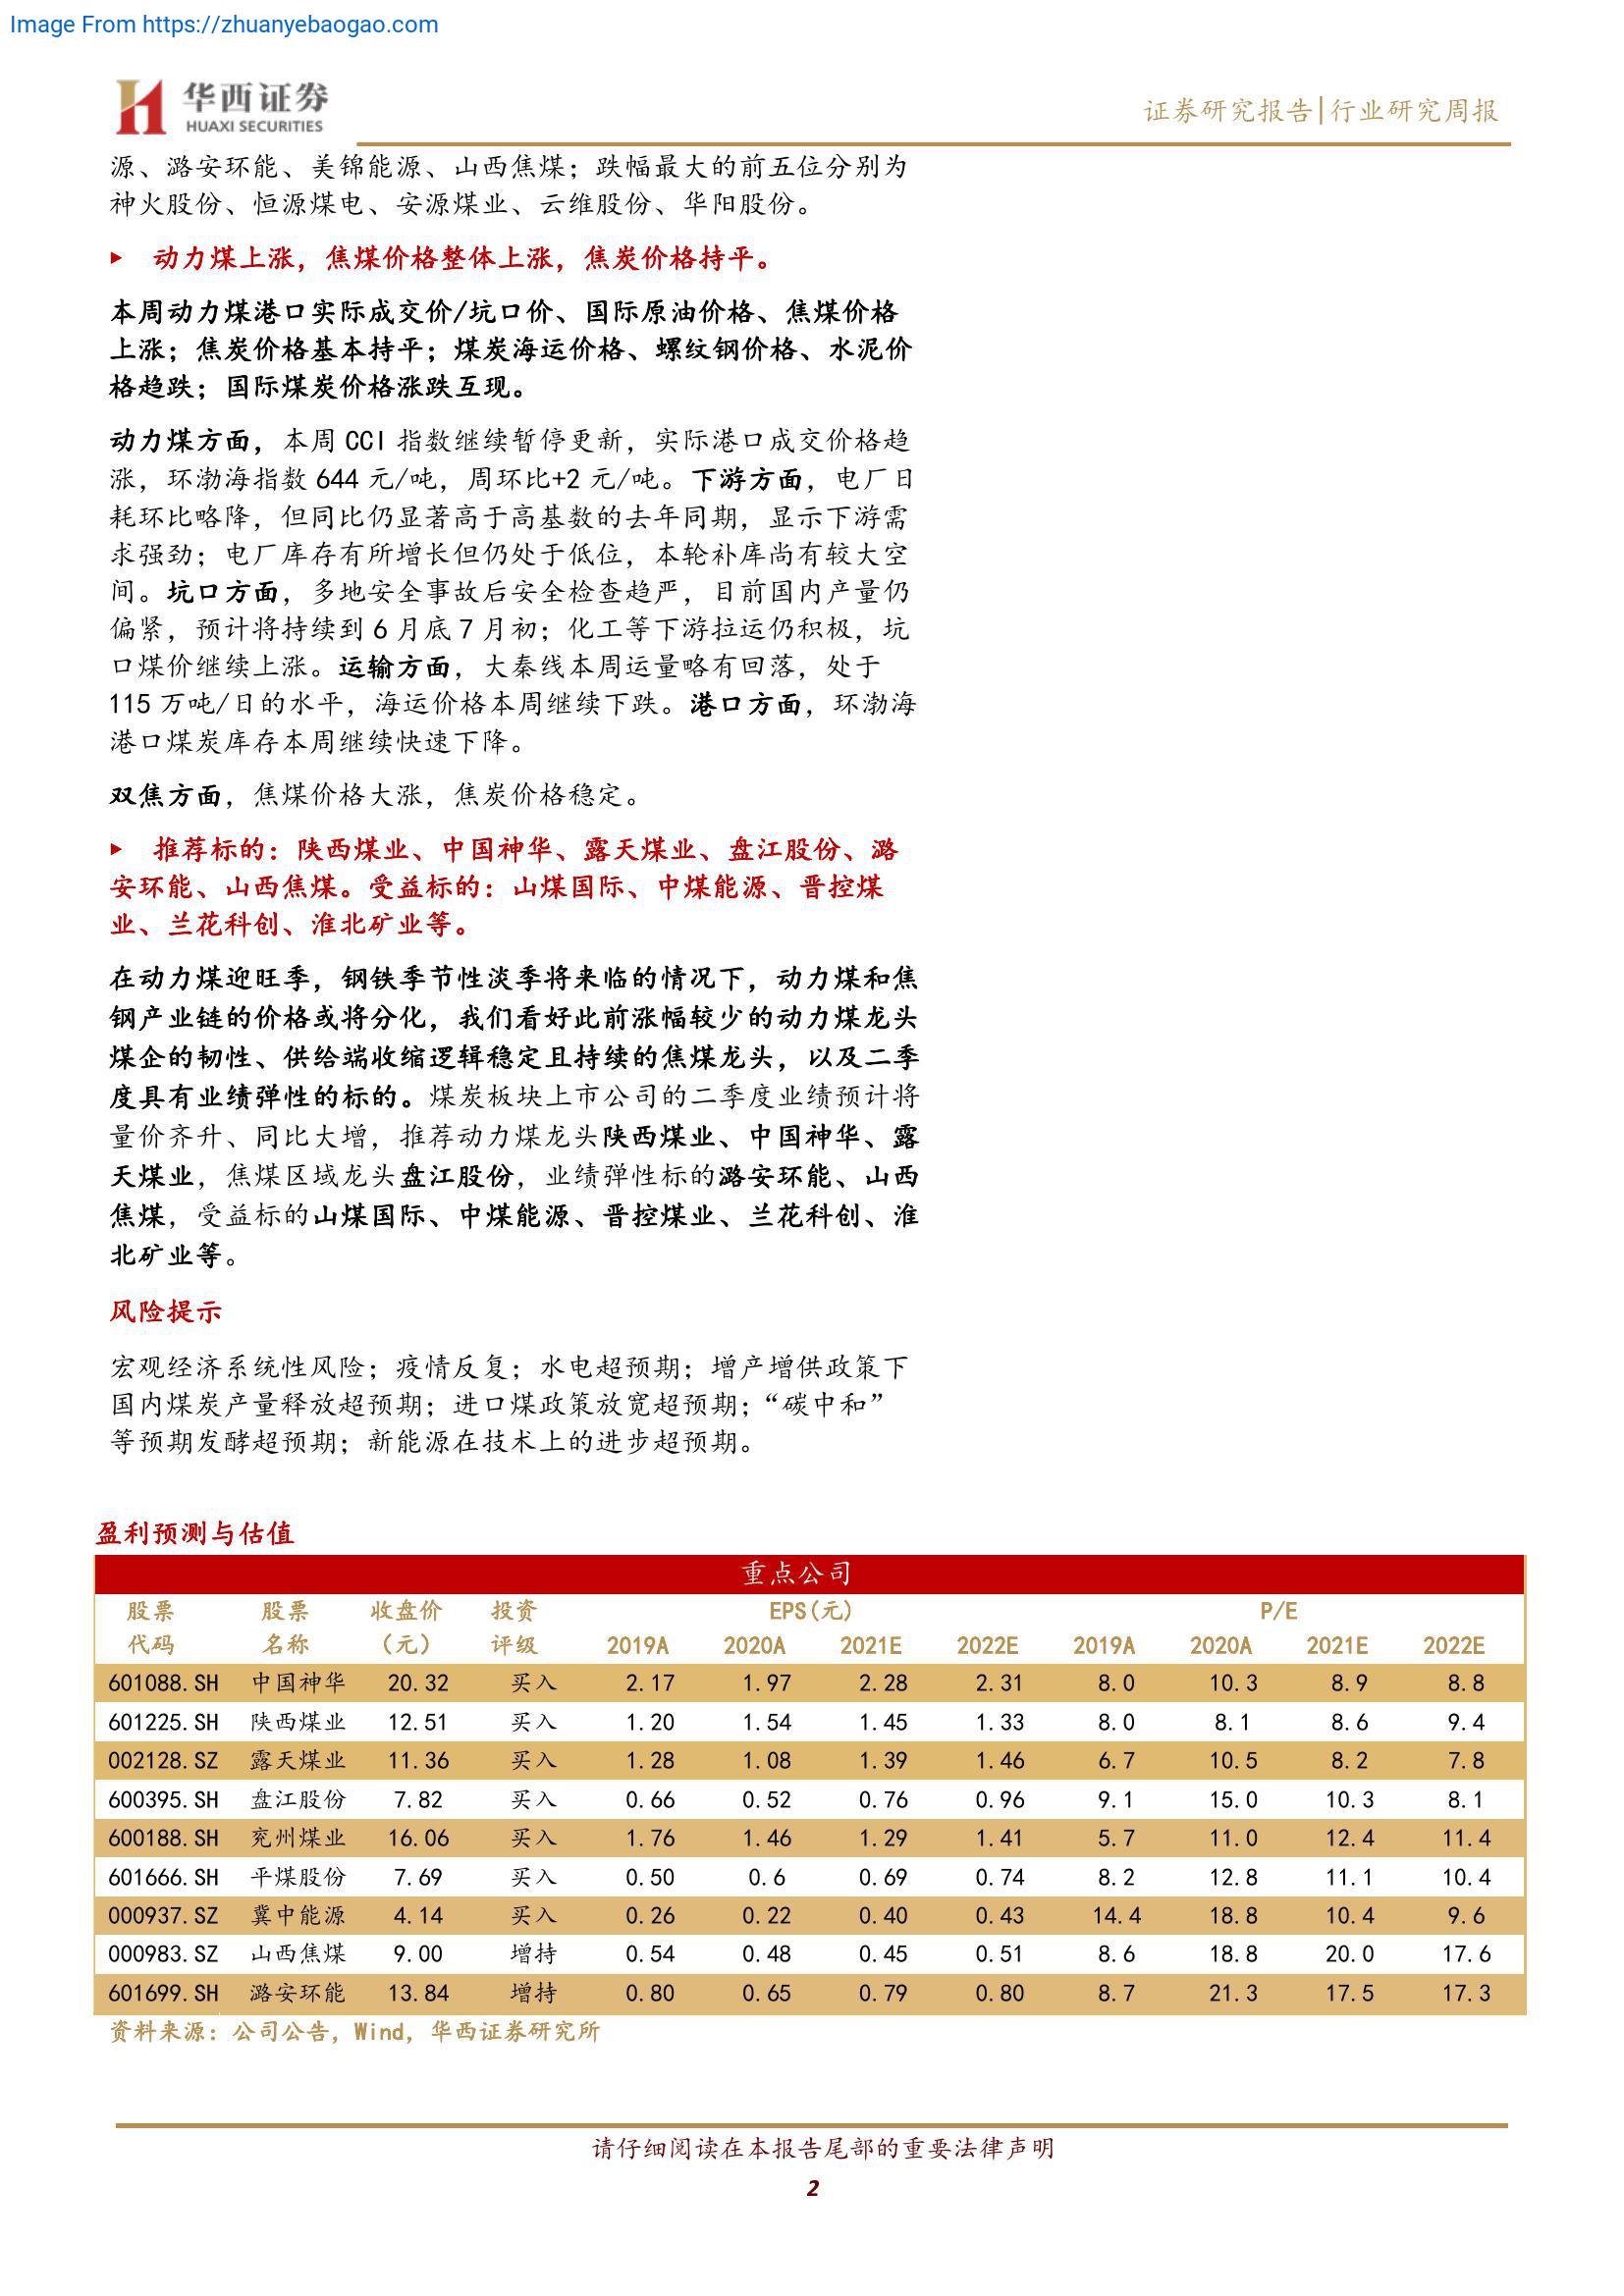 Image From https://zhuanyebaogao.com
华西证券
HUAXI SECURITIES
证券研究报告|行业研究周报
源、潞安环能、美锦能源、山西焦煤；跌幅最大的前五位分别为
神火股份、恒源煤电、安源煤业、云维股份、华阳股份。
▶ 动力煤上涨，焦煤价格整体上涨，焦炭价格持平。
本周动力煤港口实际成交价/坑口价、国际原油价格、焦煤价格
上涨；焦炭价格基本持平；煤炭海运价格、螺纹钢价格、水泥价
格趋跌；国际煤炭价格涨跌互现。
动力煤方面，本周 CCI 指数继续暂停更新，实际港口成交价格趋
涨，环渤海指数 644 元/吨，周环比+2 元/吨。下游方面，电厂日
耗环比略降，但同比仍显著高于高基数的去年同期，显示下游需
求强劲；电厂库存有所增长但仍处于低位，本轮补库尚有较大空
间。坑口方面，多地安全事故后安全检查趋严，目前国内产量仍
偏紧，预计将持续到 6 月底 7 月初；化工等下游拉运仍积极，坑
口煤价继续上涨。运输方面，大秦线本周运量略有回落，处于
115 万吨/日的水平，海运价格本周继续下跌。港口方面，环渤海
港口煤炭库存本周继续快速下降。
双焦方面，焦煤价格大涨，焦炭价格稳定。
▶ 推荐标的：陕西煤业、中国神华、露天煤业、盘江股份、潞
安环能、山西焦煤。受益标的：山煤国际、中煤能源、晋控煤
业、兰花科创、淮北矿业等。
在动力煤迎旺季，钢铁季节性淡季将来临的情况下，动力煤和焦
钢产业链的价格或将分化，我们看好此前涨幅较少的动力煤龙头
煤企的韧性、供给端收缩逻辑稳定且持续的焦煤龙头，以及二季
度具有业绩弹性的标的。煤炭板块上市公司的二季度业绩预计将
量价齐升、同比大增，推荐动力煤龙头陕西煤业、中国神华、露
天煤业，焦煤区域龙头盘江股份，业绩弹性标的潞安环能、山西
焦煤，受益标的山煤国际、中煤能源、晋控煤业、兰花科创、淮
北矿业等。
风险提示
宏观经济系统性风险；疫情反复；水电超预期；增产增供政策下
国内煤炭产量释放超预期；进口煤政策放宽超预期；“碳中和”
等预期发酵超预期；新能源在技术上的进步超预期。
盈利预测与估值
重点公司
股票 股票 收盘价 投资 EPS(元) P/E
代码 名称 （元） 评级 2019A 2020A 2021E 2022E 2019A 2020A 2021E 2022E
601088.SH 中国神华 20.32 买入 2.17 1.97 2.28 2.31 8.0 10.3 8.9 8.8
601225.SH 陕西煤业 12.51 买入 1.20 1.54 1.45 1.33 8.0 8.1 8.6 9.4
002128.SZ 露天煤业 11.36 买入 1.28 1.08 1.39 1.46 6.7 10.5 8.2 7.8
600395.SH 盘江股份 7.82 买入 0.66 0.52 0.76 0.96 9.1 15.0 10.3 8.1
600188.SH 兖州煤业 16.06 买入 1.76 1.46 1.29 1.41 5.7 11.0 12.4 11.4
601666.SH 平煤股份 7.69 买入 0.50 0.6 0.69 0.74 8.2 12.8 11.1 10.4
000937.SZ 冀中能源 4.14 买入 0.26 0.22 0.40 0.43 14.4 18.8 10.4 9.6
000983.SZ 山西焦煤 9.00 增持 0.54 0.48 0.45 0.51 8.6 18.8 20.0 17.6
601699.SH 潞安环能 13.84 增持 0.80 0.65 0.79 0.80 8.7 21.3 17.5 17.3
资料来源：公司公告，Wind，华西证券研究所
请仔细阅读在本报告尾部的重要法律声明
2